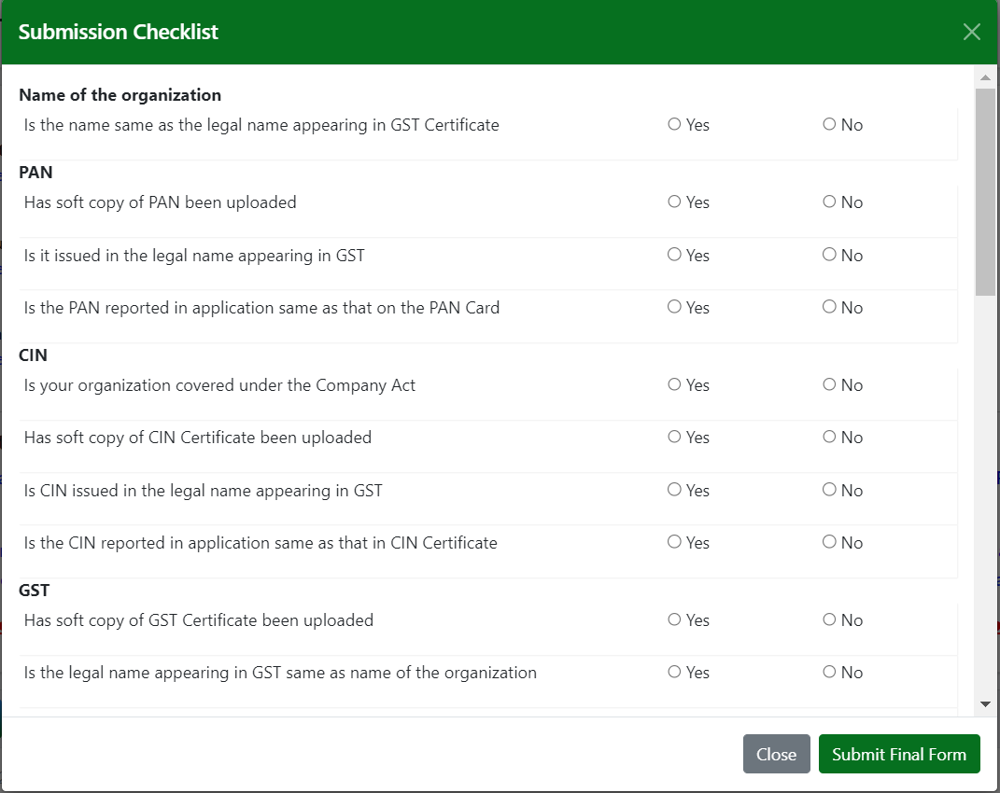 Submission Checklist
Name of the organization
Is the name same as the legal name appearing in GST Certificate Yes No
PAN
Has soft copy of PAN been uploaded Yes No
Is it issued in the legal name appearing in GST Yes No
Is the PAN reported in application same as that on the PAN Card Yes No
CIN
Is your organization covered under the Company Act Yes No
Has soft copy of CIN Certificate been uploaded Yes No
Is CIN issued in the legal name appearing in GST Yes No
Is the CIN reported in application same as that in CIN Certificate Yes No
GST
Has soft copy of GST Certificate been uploaded Yes No
Is the legal name appearing in GST same as name of the organization Yes No
Close Submit Final Form